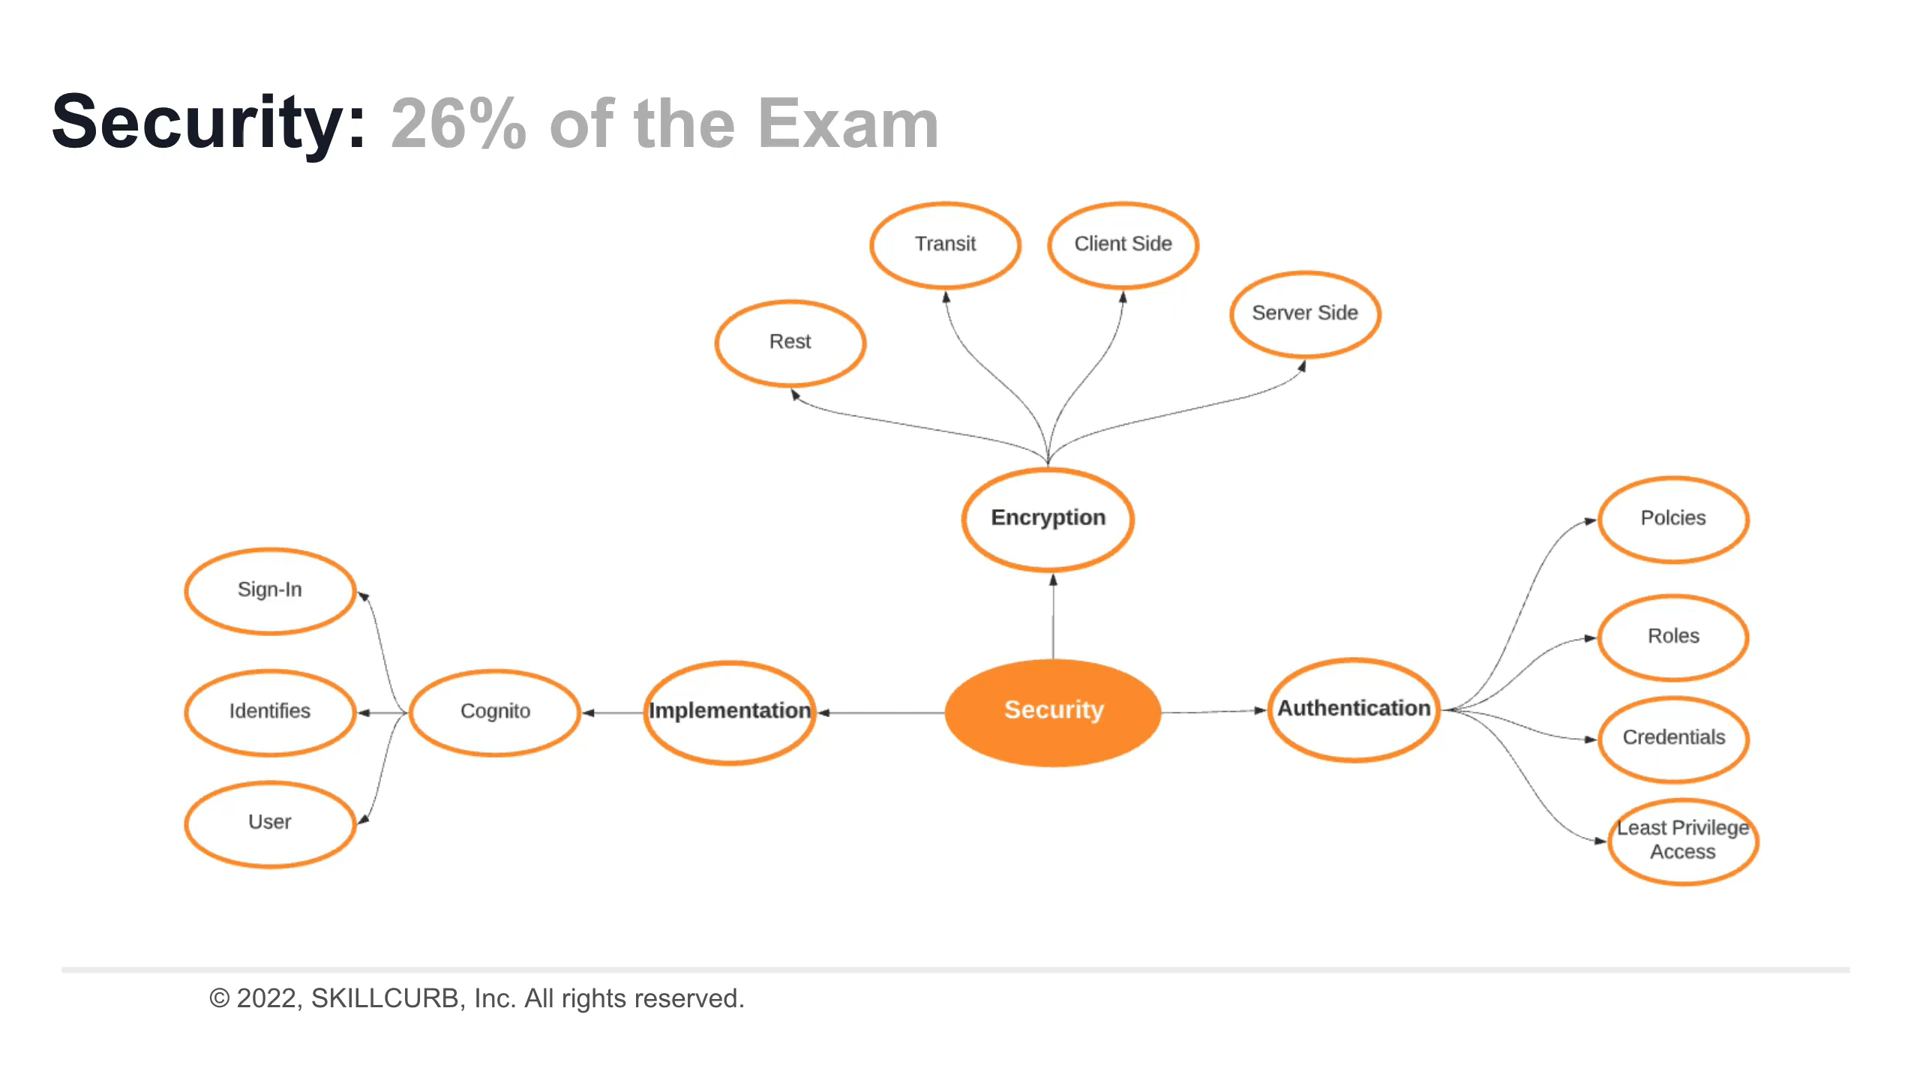 Security: 26% of the Exam
Transit
Client Side
Server Side
Rest
Encryption
Polcies
Sign-In
Roles
Identifies
Cognito
Implementation
Security
Authentication
Credentials
User
Least Privilege
Access
© 2022, SKILLCURB, Inc. All rights reserved.